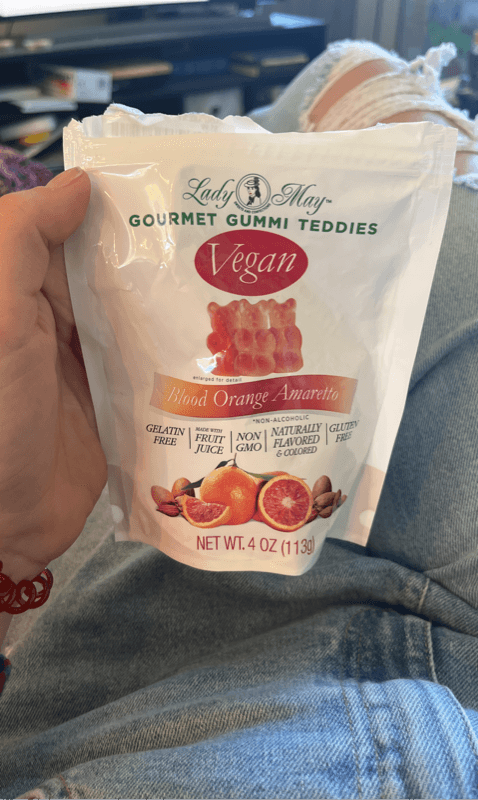 Lady May™
GOURMET GUMMI TEDDIES
Vegan
enlarged for detail
Blood Orange Amaretto
*NON-ALCOHOLIC
GELATIN FREE
MADE WITH FRUIT JUICE
NON GMO
NATURALLY FLAVORED & COLORED
GLUTEN FREE
NET WT. 4 OZ (113g)